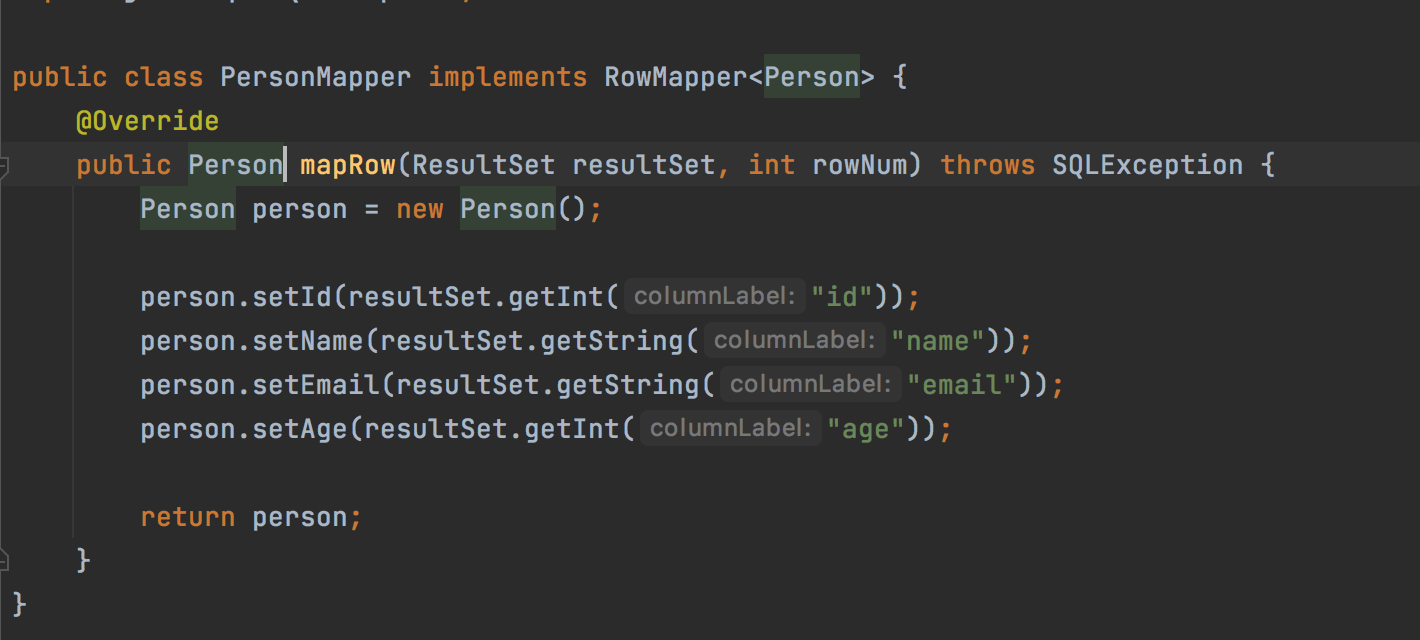 public class PersonMapper implements RowMapper<Person> {
@Override
public Person mapRow(ResultSet resultSet, int rowNum) throws SQLException {
Person person = new Person();
person.setId(resultSet.getInt( columnLabel: "id"));
person.setName(resultSet.getString( columnLabel: "name"));
person.setEmail(resultSet.getString( columnLabel: "email"));
person.setAge(resultSet.getInt( columnLabel: "age"));
return person;
}
}